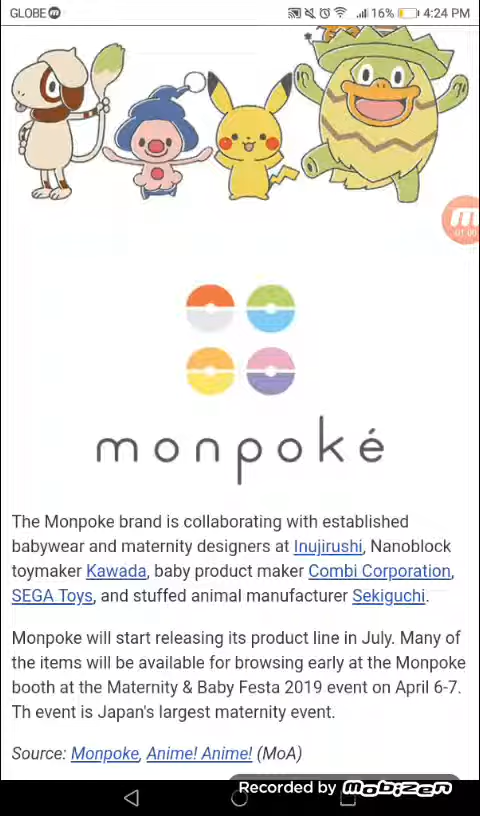 GLOBE m 16% 4:24 PM
m
01:00
monpoké
The Monpoke brand is collaborating with established
babywear and maternity designers at Inujirushi, Nanoblock
toymaker Kawada, baby product maker Combi Corporation,
SEGA Toys, and stuffed animal manufacturer Sekiguchi.
Monpoke will start releasing its product line in July. Many of
the items will be available for browsing early at the Monpoke
booth at the Maternity & Baby Festa 2019 event on April 6-7.
Th event is Japan's largest maternity event.
Source: Monpoke, Anime! Anime! (MoA)
Recorded by mobizen